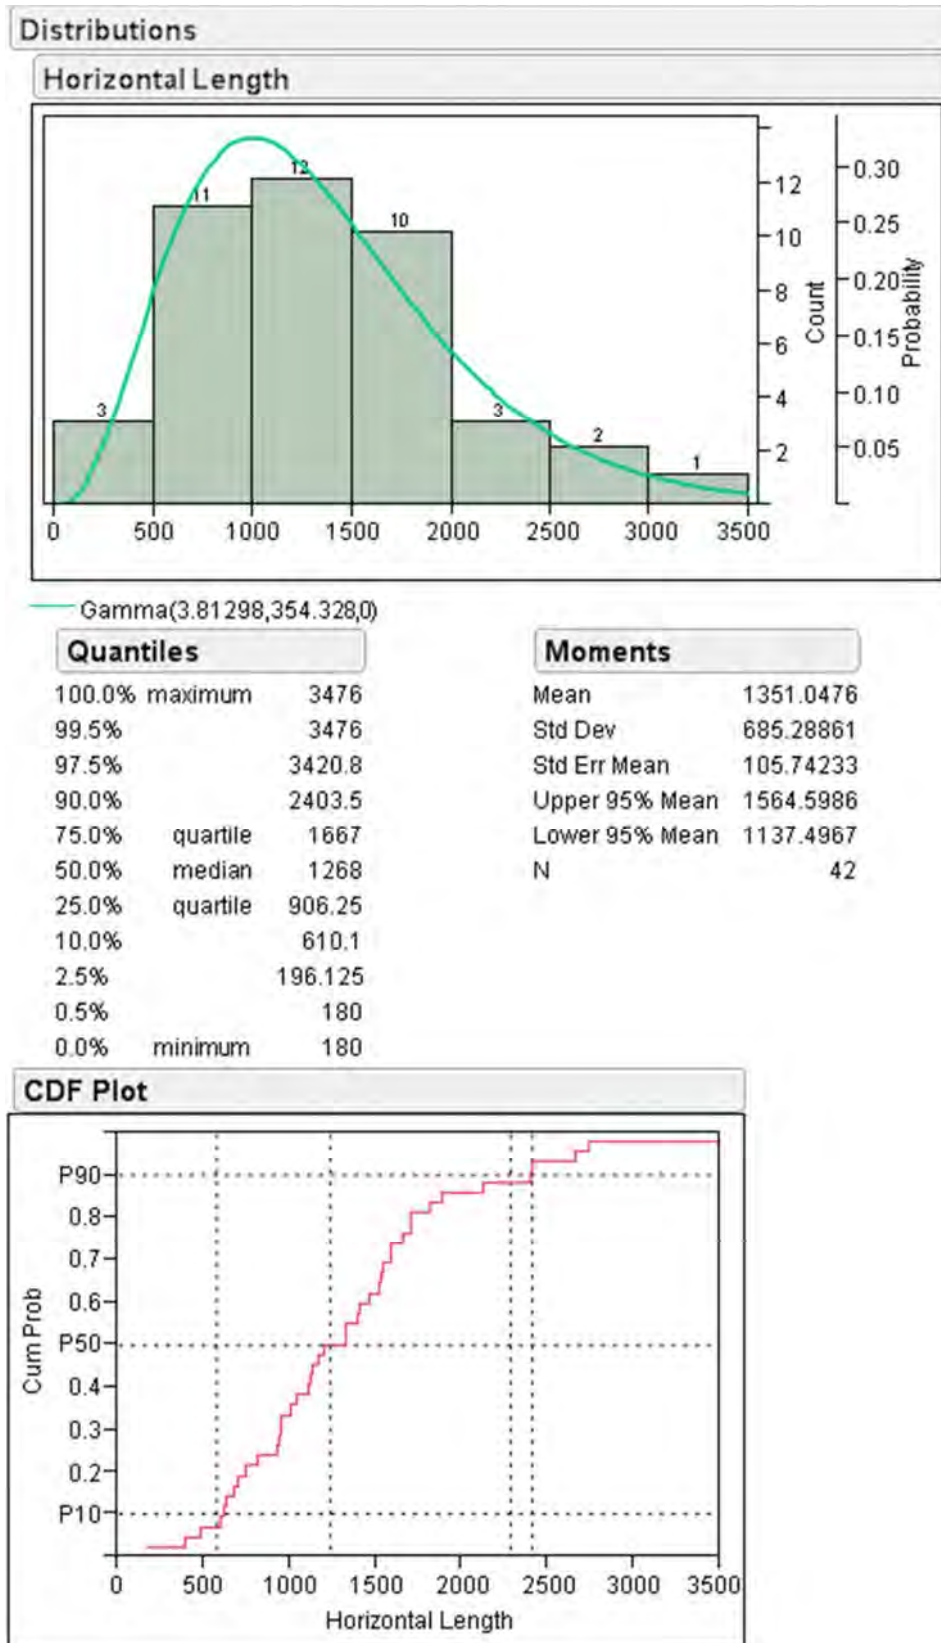 Distributions
Horizontal Length
3
11
12
10
3
2
1
12
10
8
6
4
2
Count
0.30
0.25
0.20
0.15
0.10
0.05
Probability
0 500 1000 1500 2000 2500 3000 3500
Gamma(3.81298,354.328,0)
Quantiles
100.0% maximum 3476
99.5% 3476
97.5% 3420.8
90.0% 2403.5
75.0% quartile 1667
50.0% median 1268
25.0% quartile 906.25
10.0% 610.1
2.5% 196.125
0.5% 180
0.0% minimum 180
Moments
Mean 1351.0476
Std Dev 685.28861
Std Err Mean 105.74233
Upper 95% Mean 1564.5986
Lower 95% Mean 1137.4967
N 42
CDF Plot
P90
0.8
0.7
0.6
P50
0.4
0.3
0.2
P10
Cum Prob
0 500 1000 1500 2000 2500 3000 3500
Horizontal Length